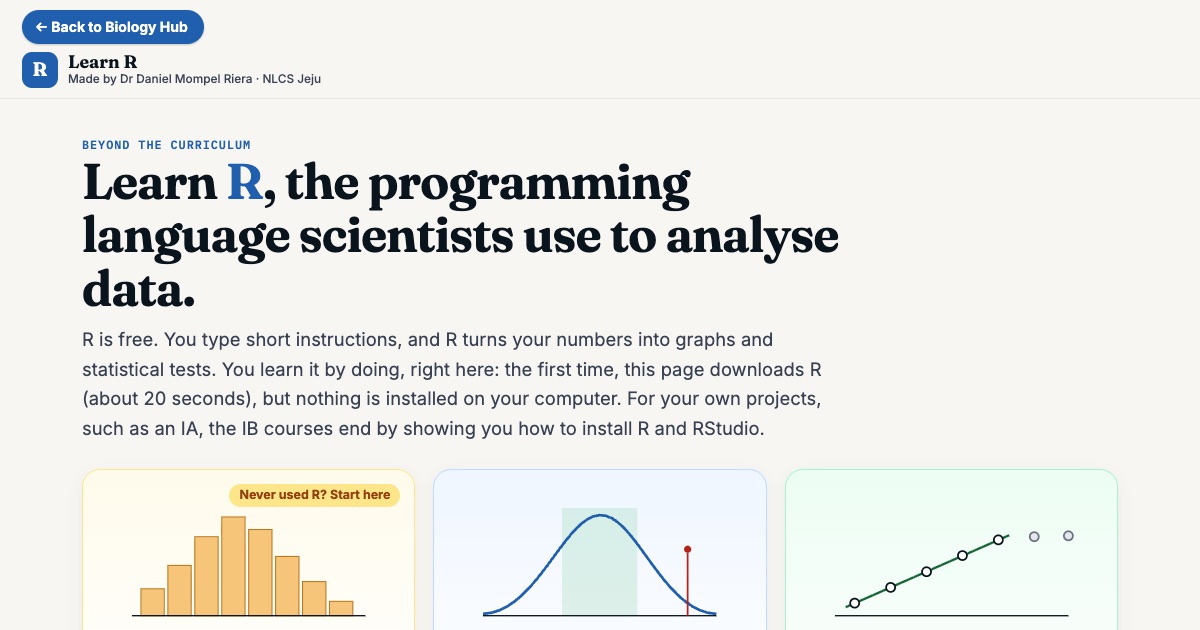 ← Back to Biology Hub
R
Learn R
Made by Dr Daniel Mompel Riera · NLCS Jeju
BEYOND THE CURRICULUM
Learn R, the programming
language scientists use to analyse
data.
R is free. You type short instructions, and R turns your numbers into graphs and
statistical tests. You learn it by doing, right here: the first time, this page downloads R
(about 20 seconds), but nothing is installed on your computer. For your own projects,
such as an IA, the IB courses end by showing you how to install R and RStudio.
Never used R? Start here